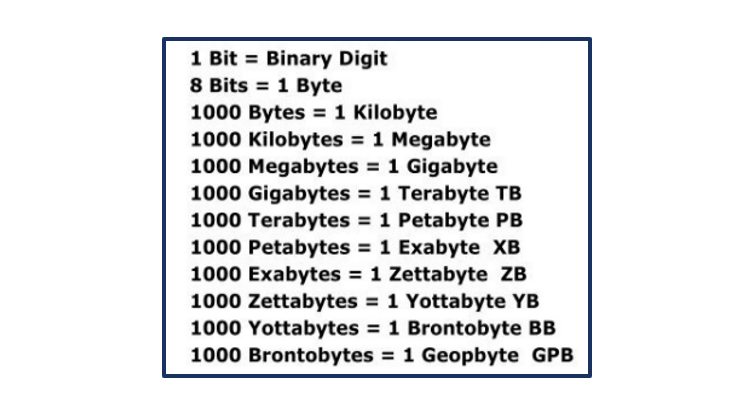 1 Bit = Binary Digit
8 Bits = 1 Byte
1000 Bytes = 1 Kilobyte
1000 Kilobytes = 1 Megabyte
1000 Megabytes = 1 Gigabyte
1000 Gigabytes = 1 Terabyte TB
1000 Terabytes = 1 Petabyte PB
1000 Petabytes = 1 Exabyte  XB
1000 Exabytes = 1 Zettabyte  ZB
1000 Zettabytes = 1 Yottabyte YB
1000 Yottabytes = 1 Brontobyte BB
1000 Brontobytes = 1 Geopbyte  GPB